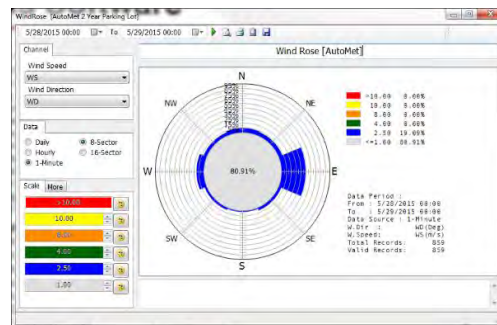 Software
WindRose [AutoMet 2 Year Parking Lot]
5/28/2015 00:00 To 5/29/2015 00:00
Channel
Wind Speed
WS
Wind Direction
WD
Data
Daily
8-Sector
Hourly
16-Sector
1-Minute
Scale More
>10.00
10.00
8.00
4.00
2.50
1.00
Wind Rose [AutoMet]
N
NE
E
SE
S
SW
W
NW
80.91%
>10.00 0.00%
10.00 0.00%
8.00 0.00%
4.00 0.00%
2.50 19.09%
<=1.00 80.91%
Data Period :
From : 5/28/2015 00:00
To : 5/29/2015 00:00
Data Source : 1-Minute
W.Dir : WD(Deg)
W.Speed: WS(m/s)
Total Records: 859
Valid Records: 859